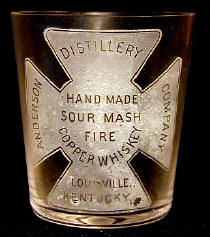 DISTILLERY
ANDERSON
COMPANY
HAND MADE
SOUR MASH
FIRE
COPPER WHISKEY
LOUISVILLE.
KENTUCKY.